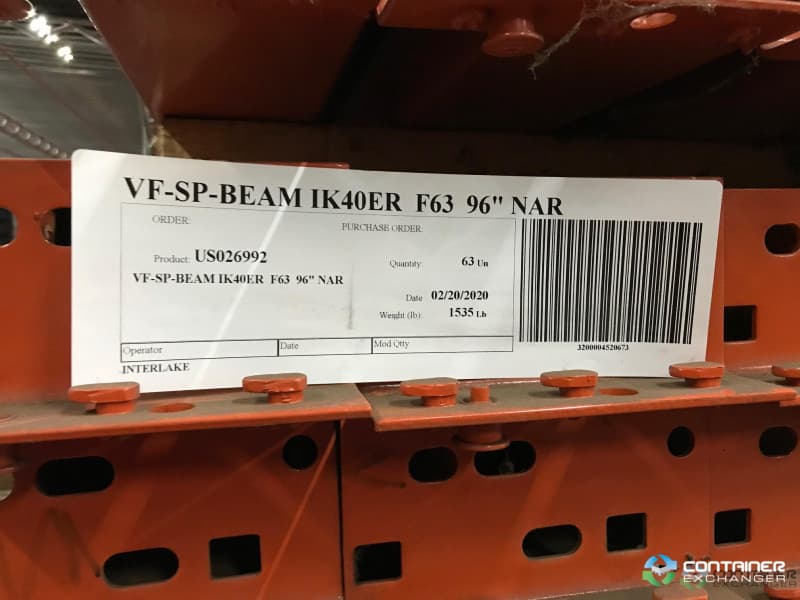 VF-SP-BEAM IK40ER F63 96" NAR
ORDER:
PURCHASE ORDER:
Product: US026992
Quantity: 63 Un
VF-SP-BEAM IK40ER F63 96" NAR
Date 02/20/2020
Weight (lb): 1535 Lb
Operator
Date
Mod Qtty
3200004520673
INTERLAKE
CONTAINER
EXCHANGER